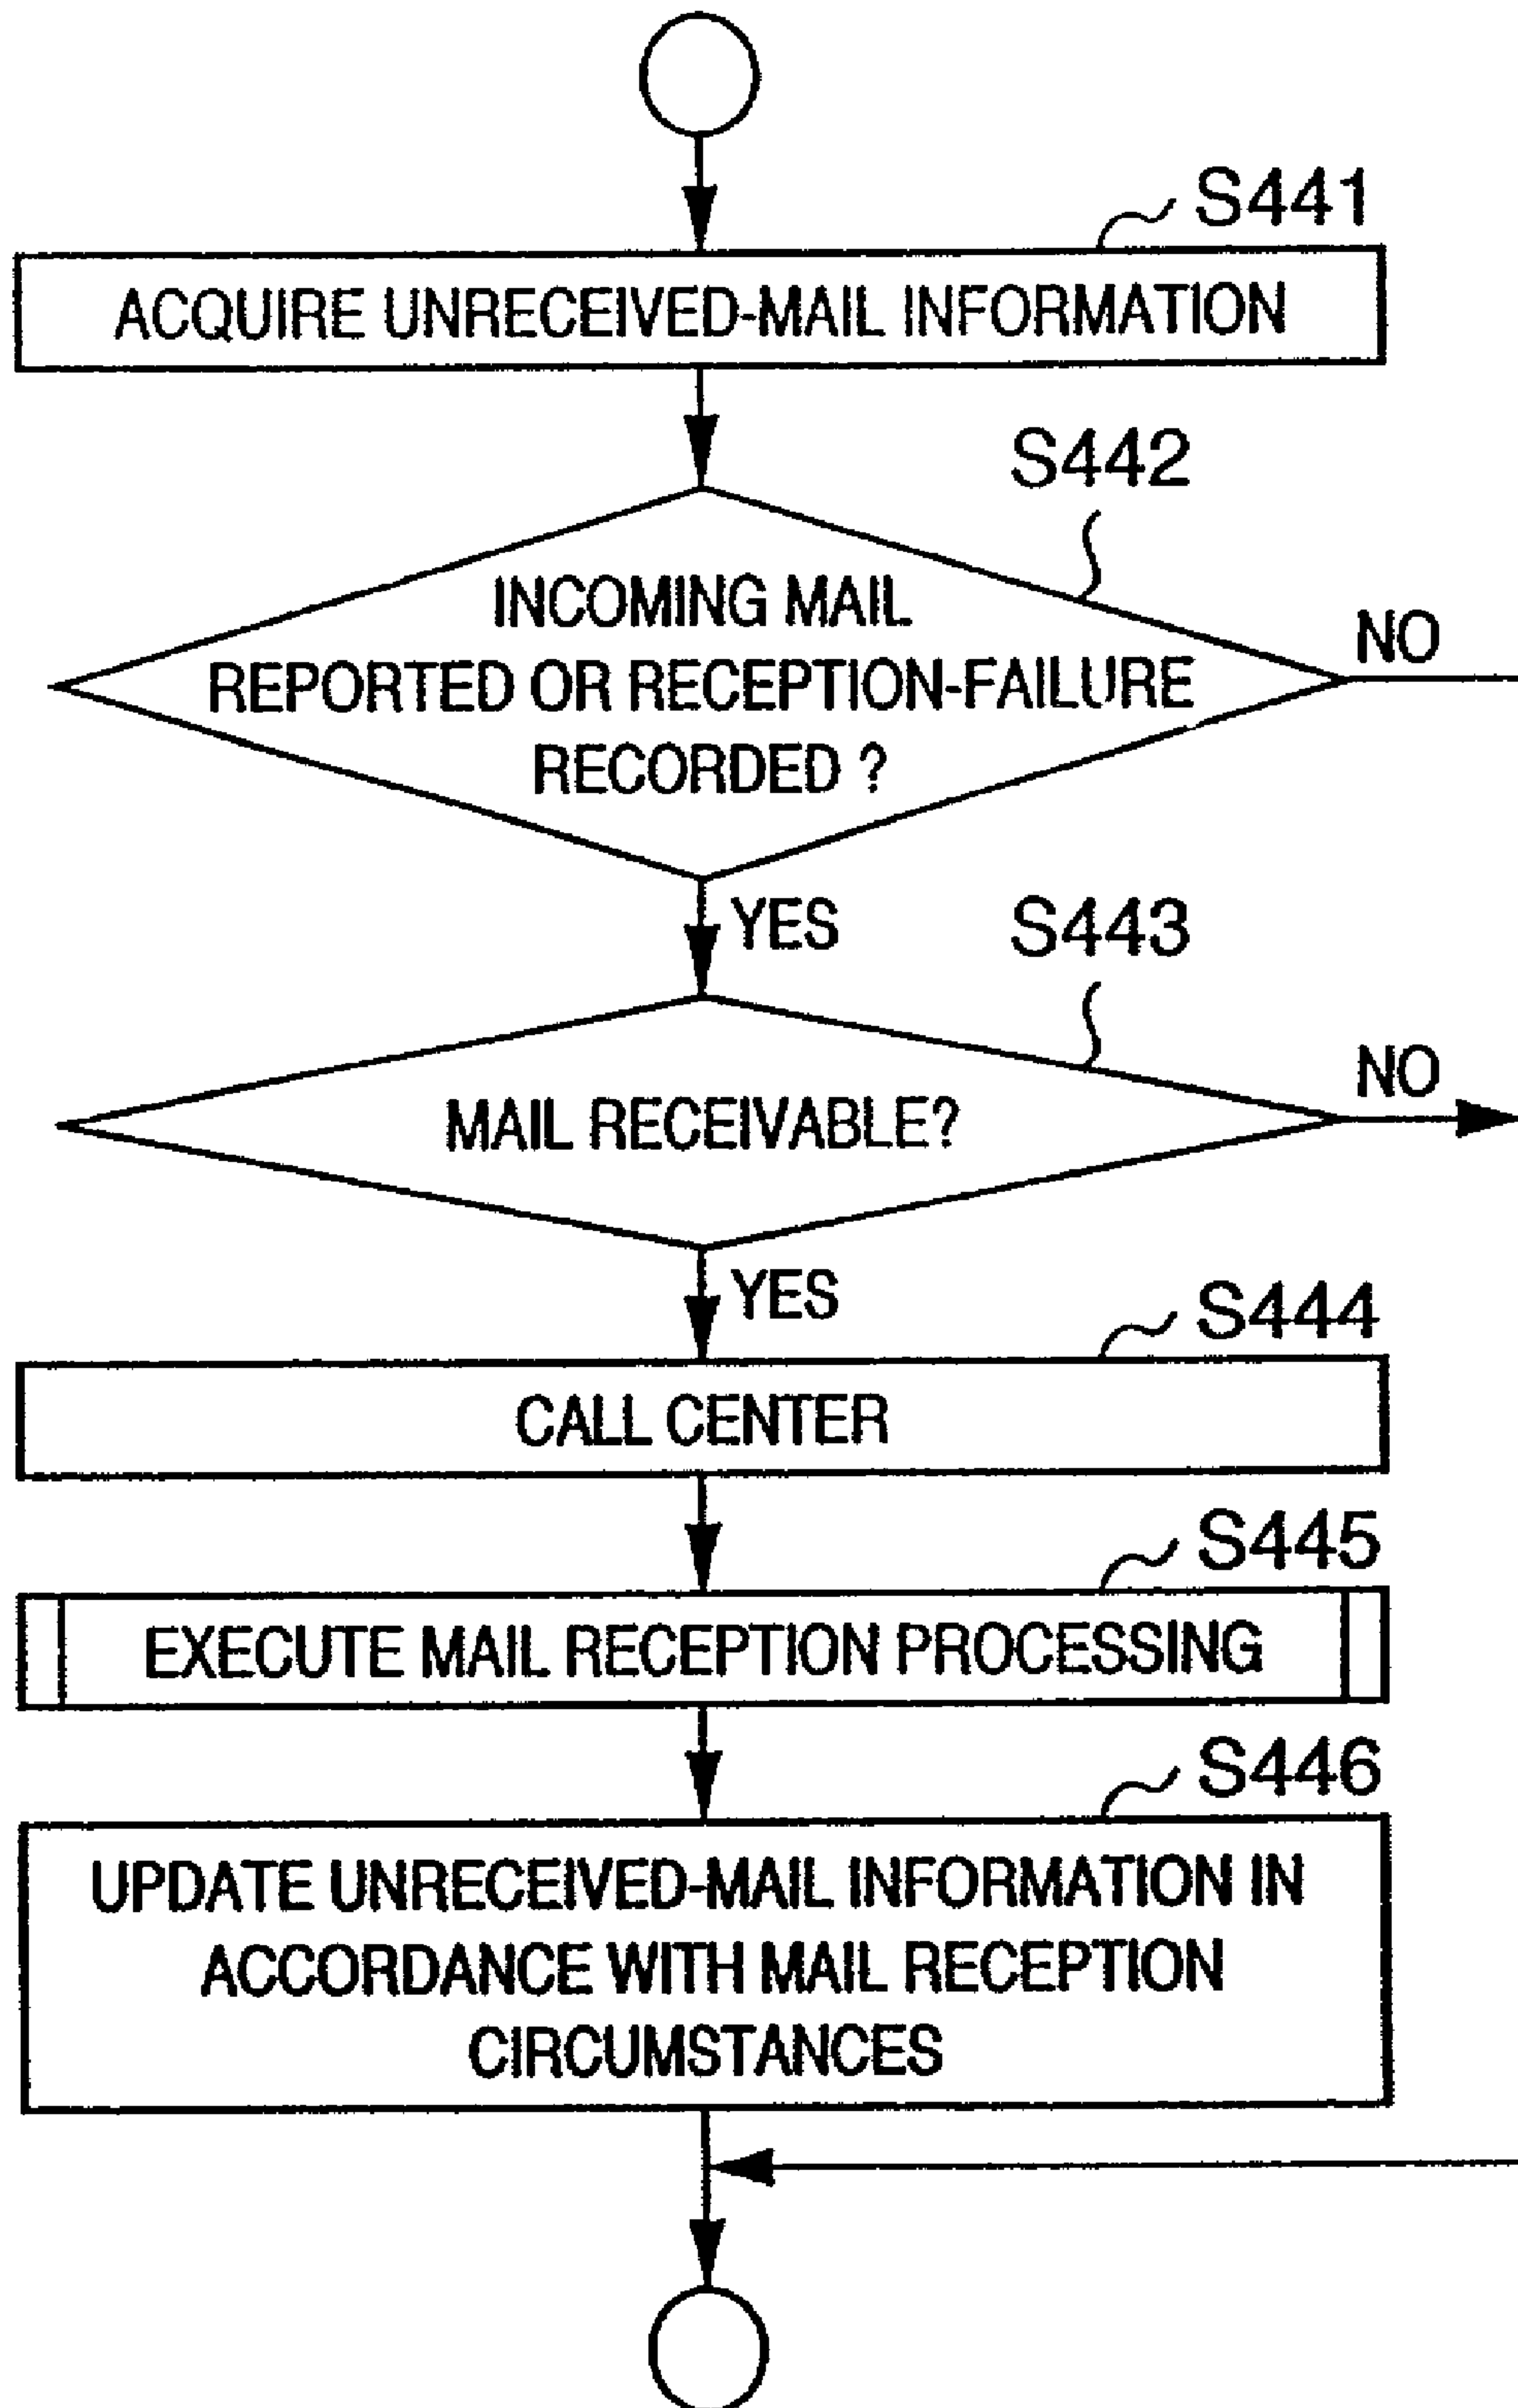 S441
ACQUIRE UNRECEIVED-MAIL INFORMATION
S442
INCOMING MAIL
REPORTED OR RECEPTION-FAILURE
RECORDED ?
NO
YES
S443
MAIL RECEIVABLE?
NO
YES
S444
CALL CENTER
S445
EXECUTE MAIL RECEPTION PROCESSING
S446
UPDATE UNRECEIVED-MAIL INFORMATION IN
ACCORDANCE WITH MAIL RECEPTION
CIRCUMSTANCES